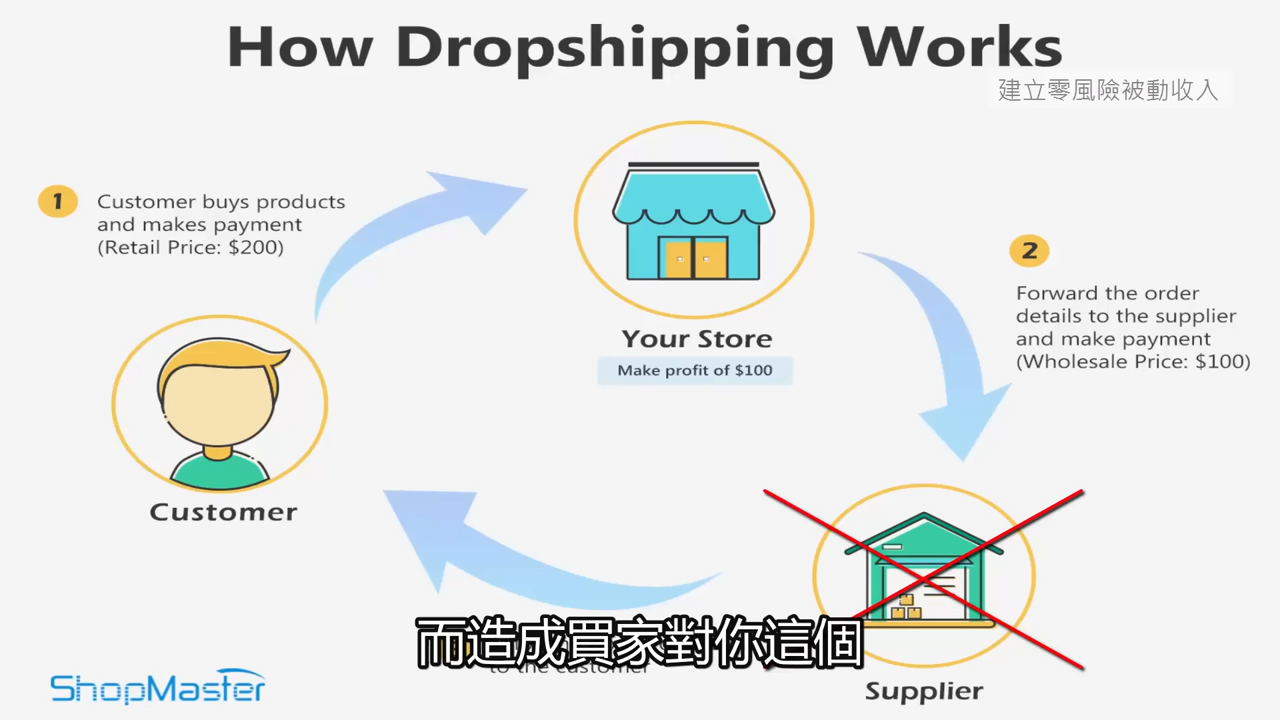 How Dropshipping Works
建立零風險被動收入
1
Customer buys products
and makes payment
(Retail Price: $200)
2
Forward the order
details to the supplier
and make payment
(Wholesale Price: $100)
Your Store
Make profit of $100
Customer
而造成買家對你這個
to the customer
ShopMaster
Supplier